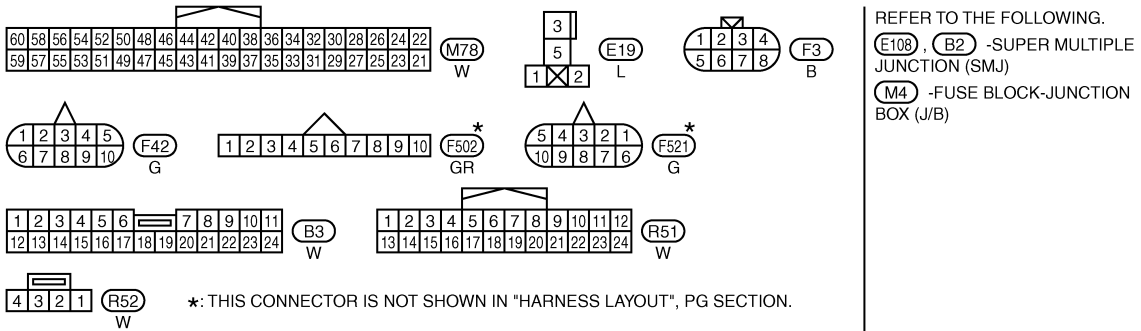 60 58 56 54 52 50 48 46 44 42 40 38 36 34 32 30 28 26 24 22
59 57 55 53 51 49 47 45 43 41 39 37 35 33 31 29 27 25 23 21
M78
W
3
5
1 2
E19
L
1 2 3 4
5 6 7 8
F3
B
REFER TO THE FOLLOWING.
E108 , B2 -SUPER MULTIPLE
JUNCTION (SMJ)
M4 -FUSE BLOCK-JUNCTION
BOX (J/B)
1 2 3 4 5
6 7 8 9 10
F42
G
1 2 3 4 5 6 7 8 9 10
*
F502
GR
5 4 3 2 1
10 9 8 7 6
*
F521
G
1 2 3 4 5 6 7 8 9 10 11
12 13 14 15 16 17 18 19 20 21 22 23 24
B3
W
1 2 3 4 5 6 7 8 9 10 11 12
13 14 15 16 17 18 19 20 21 22 23 24
R51
W
4 3 2 1
R52
W
*: THIS CONNECTOR IS NOT SHOWN IN "HARNESS LAYOUT", PG SECTION.